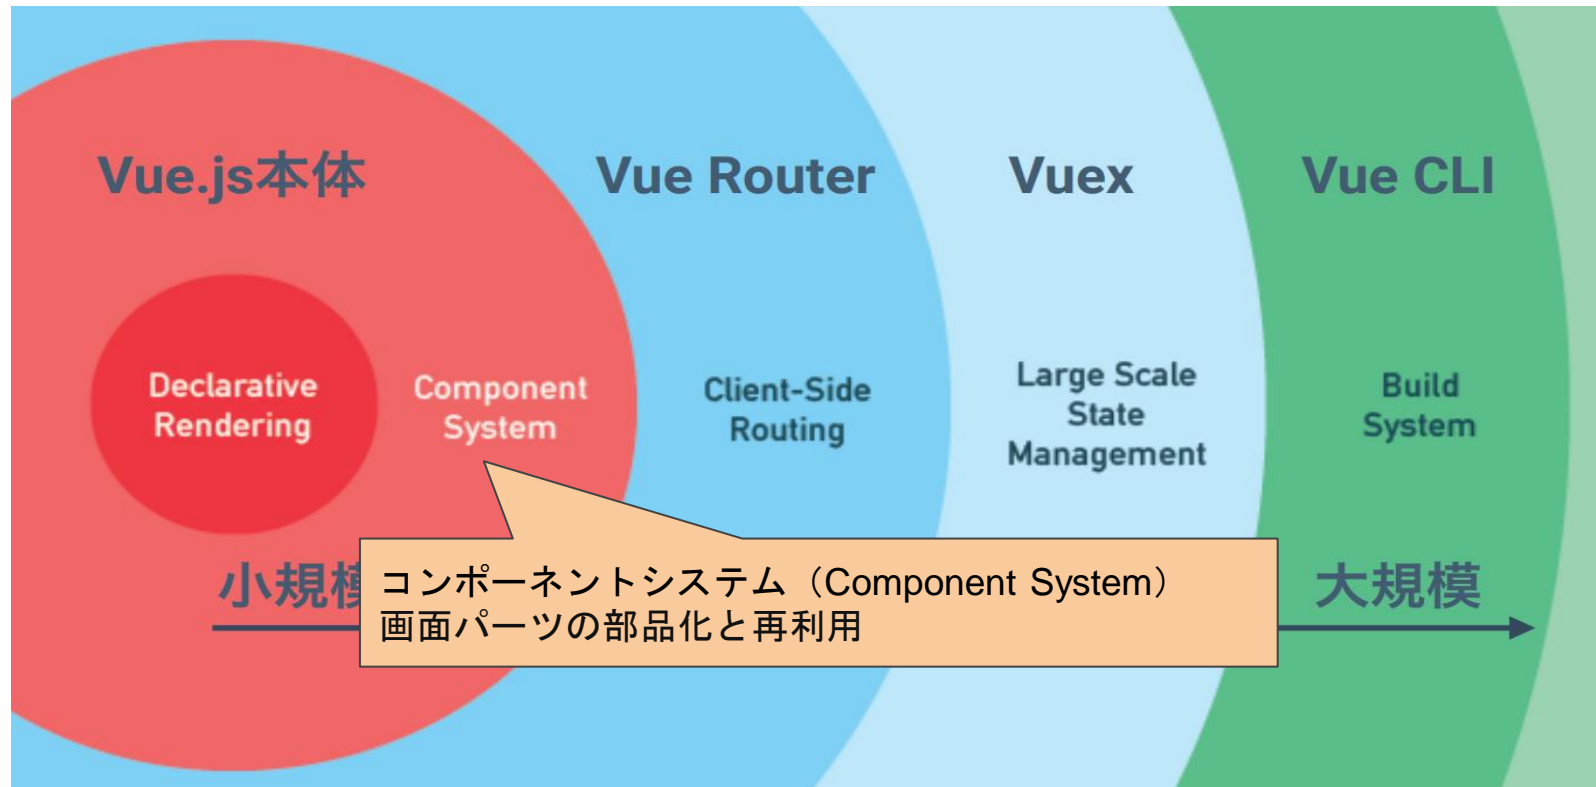 Vue.js本体
Vue Router
Vuex
Vue CLI
Declarative
Rendering
Component
System
Client-Side
Routing
Large Scale
State
Management
Build
System
小規模
大規模
コンポーネントシステム（Component System）
画面パーツの部品化と再利用